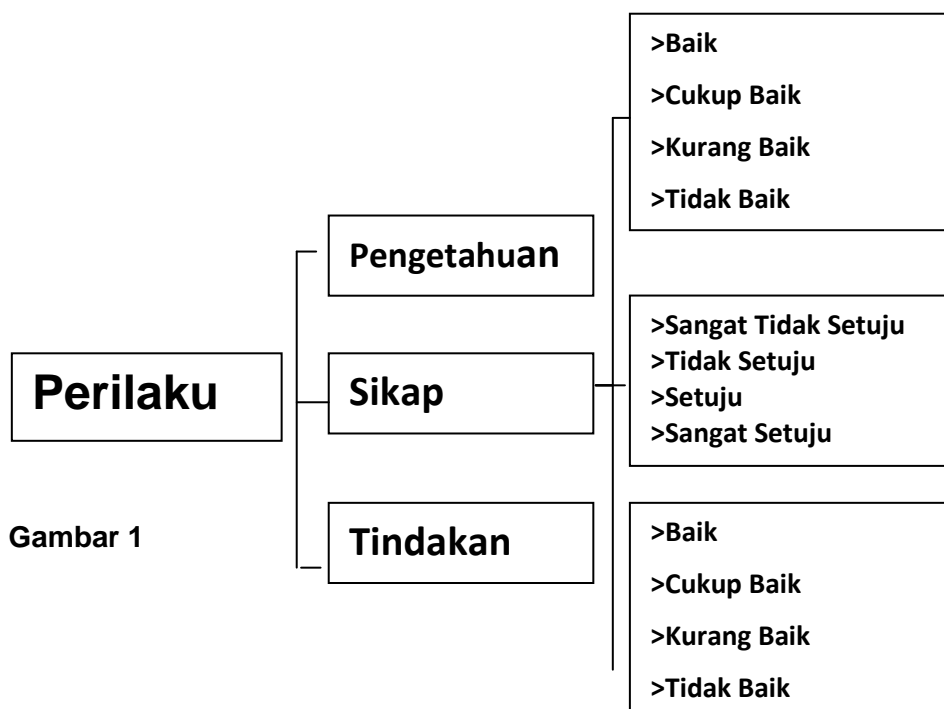 Perilaku
Gambar 1
Pengetahuan
Sikap
Tindakan
>Baik
>Cukup Baik
>Kurang Baik
>Tidak Baik
>Sangat Tidak Setuju
>Tidak Setuju
>Setuju
>Sangat Setuju
>Baik
>Cukup Baik
>Kurang Baik
>Tidak Baik